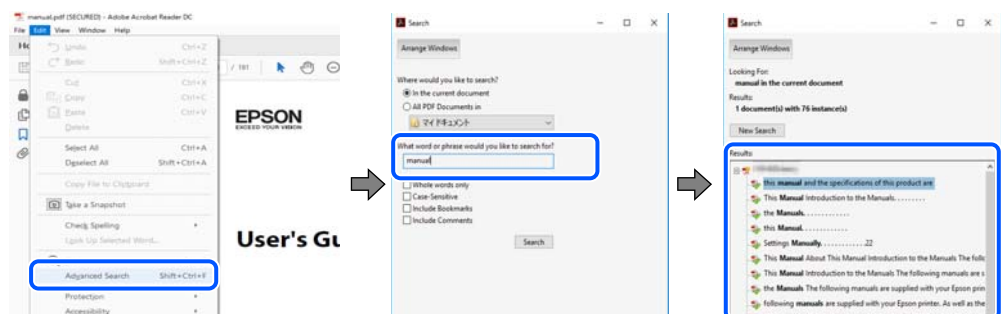 manual.pdf (SECURED) - Adobe Acrobat Reader DC
File Edit View Window Help
Undo Ctrl+Z
Redo Shift+Ctrl+Z
Cut Ctrl+X
Copy Ctrl+C
Paste Ctrl+V
Delete
Select All Ctrl+A
Deselect All Shift+Ctrl+A
Copy File to Clipboard
Take a Snapshot
Check Spelling
Look Up Selected Word...
Advanced Search Shift+Ctrl+F
Protection
Accessibility
/ 181
EPSON
EXCEED YOUR VISION
User's Gu
Search
Arrange Windows
Where would you like to search?
In the current document
All PDF Documents in
マイ ドキュメント
What word or phrase would you like to search for?
manual
Whole words only
Case-Sensitive
Include Bookmarks
Include Comments
Search
Search
Arrange Windows
Looking For:
manual in the current document
Results:
1 document(s) with 76 instance(s)
New Search
Results:
this manual and the specifications of this product are
This Manual Introduction to the Manuals. . . . . . . . .
the Manuals. . . . . . . . . . . .
this Manual. . . . . . . . . . . .
Settings Manually. . . . . . . . . . . .22
This Manual About This Manual Introduction to the Manuals The follo
This Manual Introduction to the Manuals The following manuals are s
the Manuals The following manuals are supplied with your Epson prin
following manuals are supplied with your Epson printer. As well as the